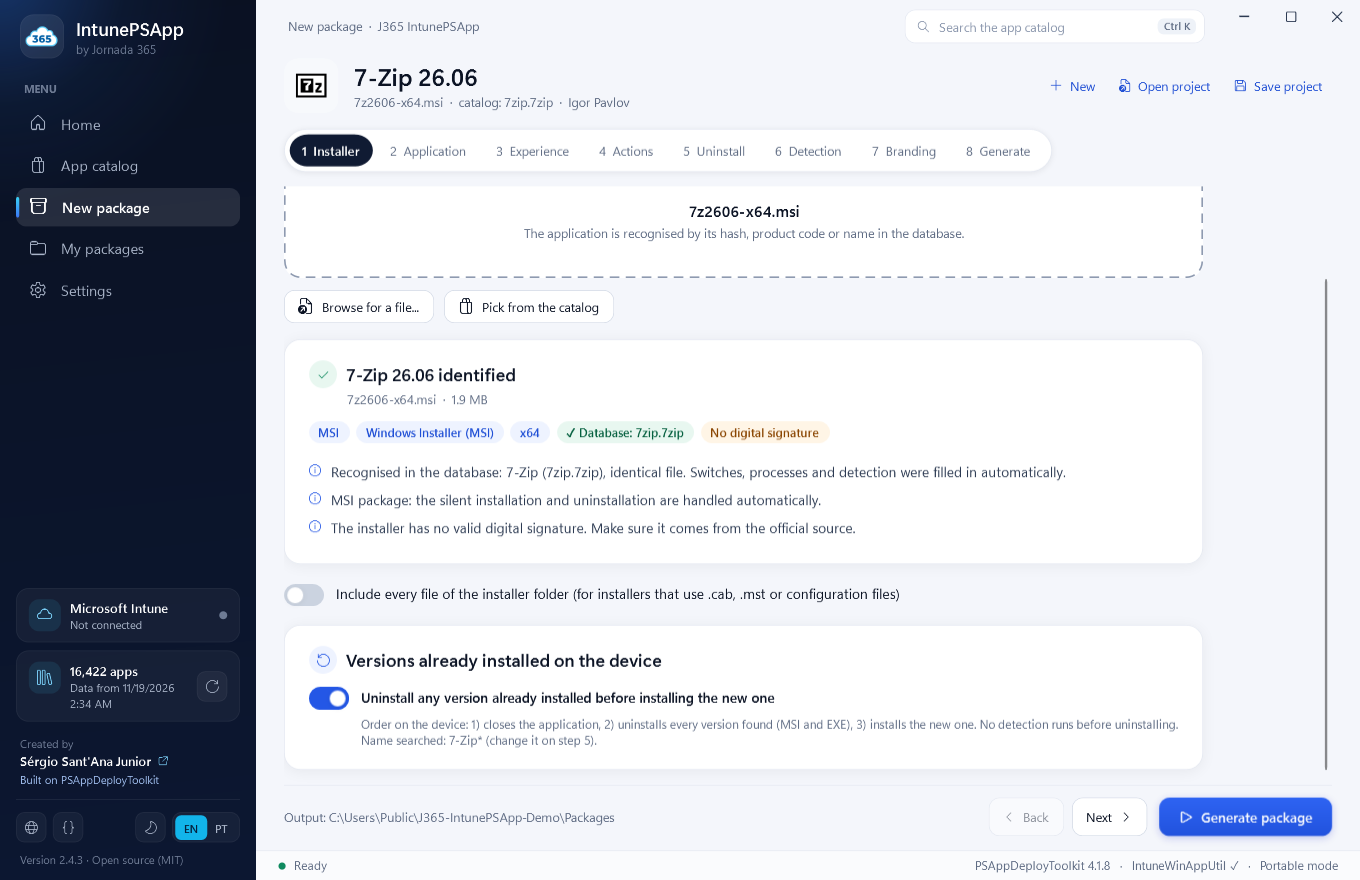 365
IntunePSApp
by Jornada 365
MENU
Home
App catalog
New package
My packages
Settings
Microsoft Intune
Not connected
16,422 apps
Data from 11/19/2026
2:34 AM
Created by
Sérgio Sant'Ana Junior
Built on PSAppDeployToolkit
{}
EN PT
Version 2.4.3 · Open source (MIT)
New package · J365 IntunePSApp
Search the app catalog Ctrl K
7z
7-Zip 26.06
7z2606-x64.msi · catalog: 7zip.7zip · Igor Pavlov
New Open project Save project
1 Installer 2 Application 3 Experience 4 Actions 5 Uninstall 6 Detection 7 Branding 8 Generate
7z2606-x64.msi
The application is recognised by its hash, product code or name in the database.
Browse for a file... Pick from the catalog
7-Zip 26.06 identified
7z2606-x64.msi · 1.9 MB
MSI Windows Installer (MSI) x64 ✓ Database: 7zip.7zip No digital signature
Recognised in the database: 7-Zip (7zip.7zip), identical file. Switches, processes and detection were filled in automatically.
MSI package: the silent installation and uninstallation are handled automatically.
The installer has no valid digital signature. Make sure it comes from the official source.
Include every file of the installer folder (for installers that use .cab, .mst or configuration files)
Versions already installed on the device
Uninstall any version already installed before installing the new one
Order on the device: 1) closes the application, 2) uninstalls every version found (MSI and EXE), 3) installs the new one. No detection runs before uninstalling.
Name searched: 7-Zip* (change it on step 5).
Output: C:\Users\Public\J365-IntunePSApp-Demo\Packages
Back Next Generate package
Ready
PSAppDeployToolkit 4.1.8 · IntuneWinAppUtil ✓ · Portable mode